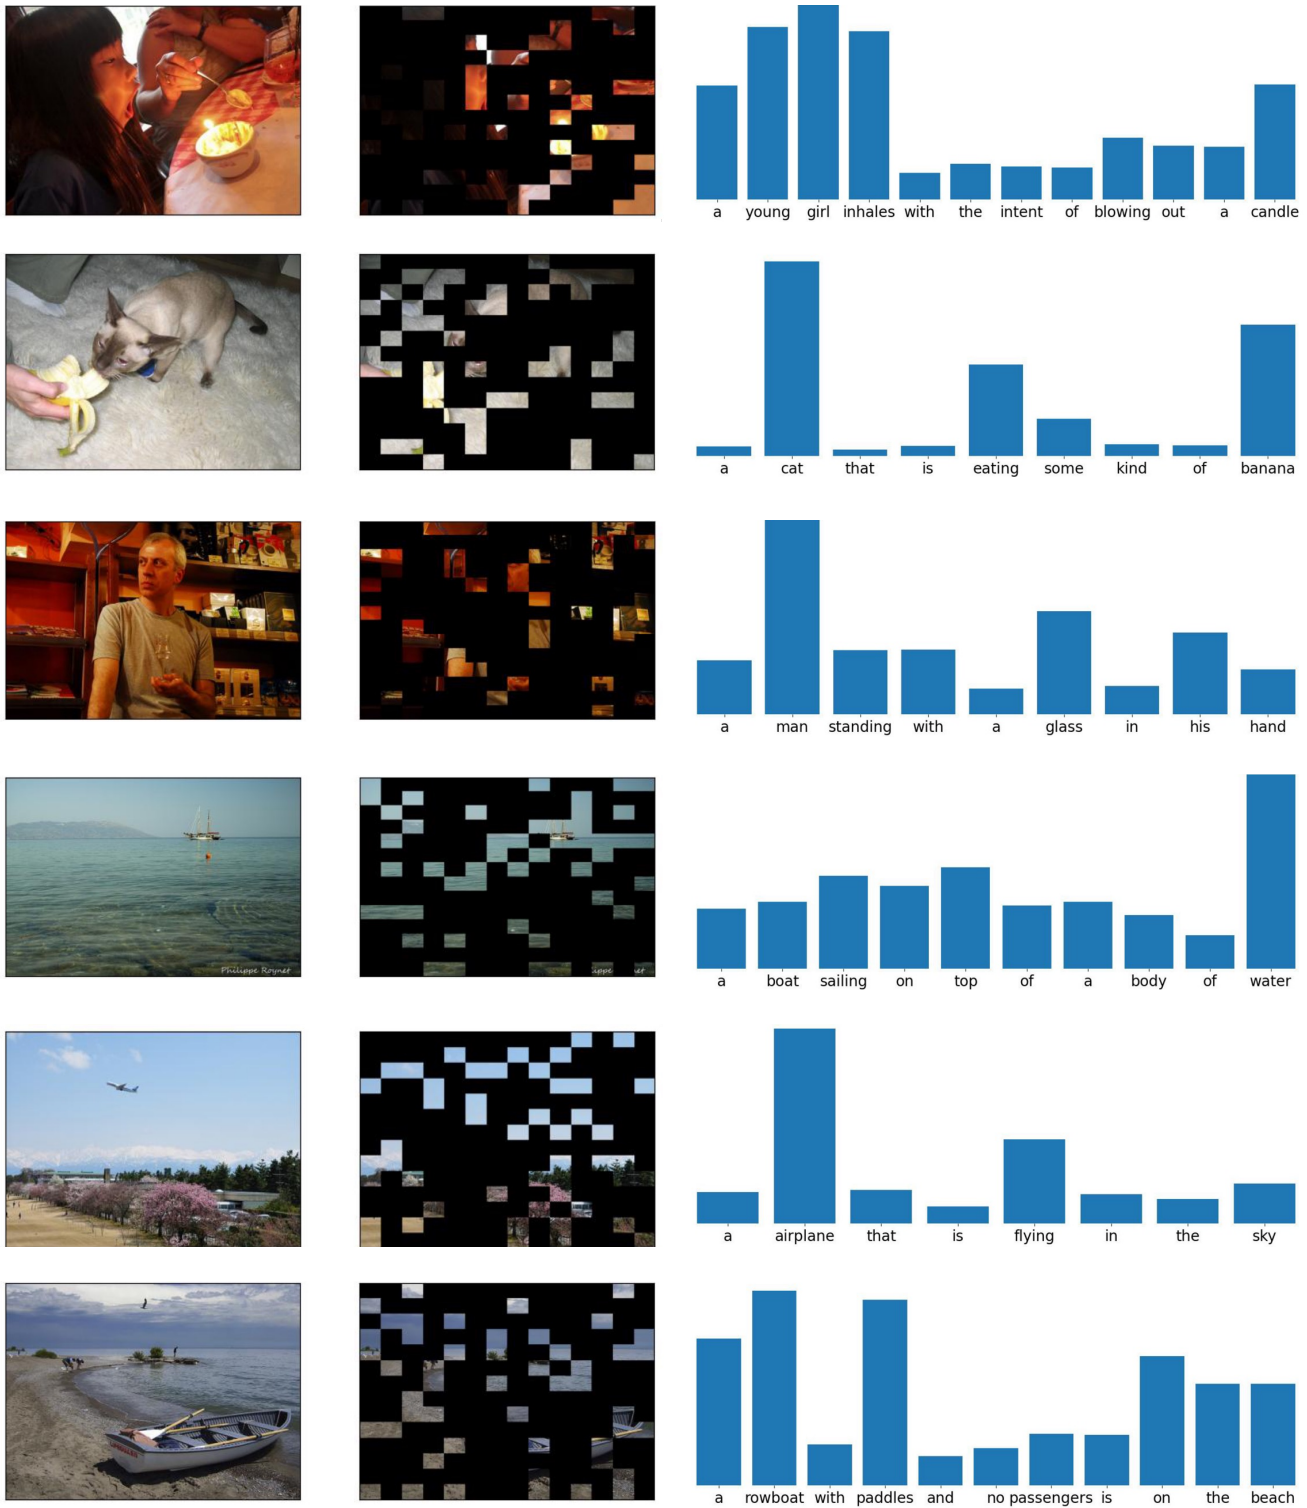 a young girl inhales with the intent of blowing out a candle
a cat that is eating some kind of banana
a man standing with a glass in his hand
Philippe Roynet
ippe net
a boat sailing on top of a body of water
a airplane that is flying in the sky
a rowboat with paddles and no passengers is on the beach